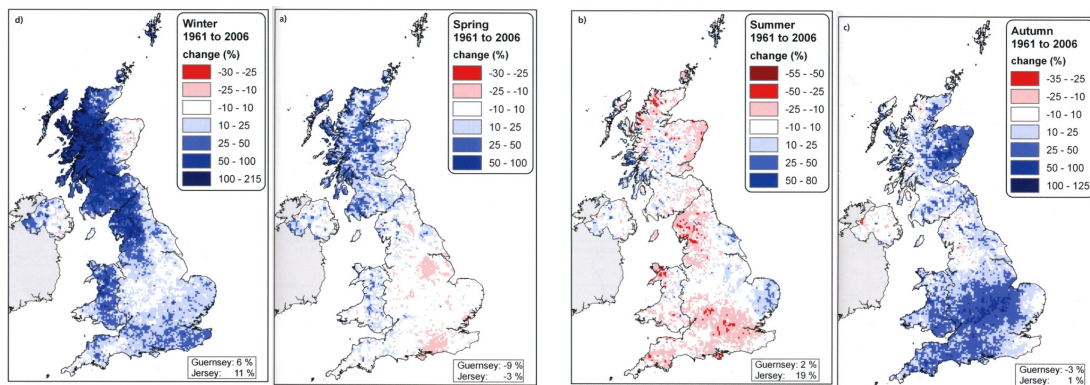 d)
Winter
1961 to 2006
change (%)
-30 - -25
-25 - -10
-10 - 10
10 - 25
25 - 50
50 - 100
100 - 215
Guernsey: 6 %
Jersey: 11 %
a)
Spring
1961 to 2006
change (%)
-30 - -25
-25 - -10
-10 - 10
10 - 25
25 - 50
50 - 100
Guernsey: -9 %
Jersey: -3 %
b)
Summer
1961 to 2006
change (%)
-55 - -50
-50 - -25
-25 - -10
-10 - 10
10 - 25
25 - 50
50 - 80
Guernsey: 2 %
Jersey: 19 %
c)
Autumn
1961 to 2006
change (%)
-35 - -25
-25 - -10
-10 - 10
10 - 25
25 - 50
50 - 100
100 - 125
Guernsey: -3 %
Jersey: 1 %